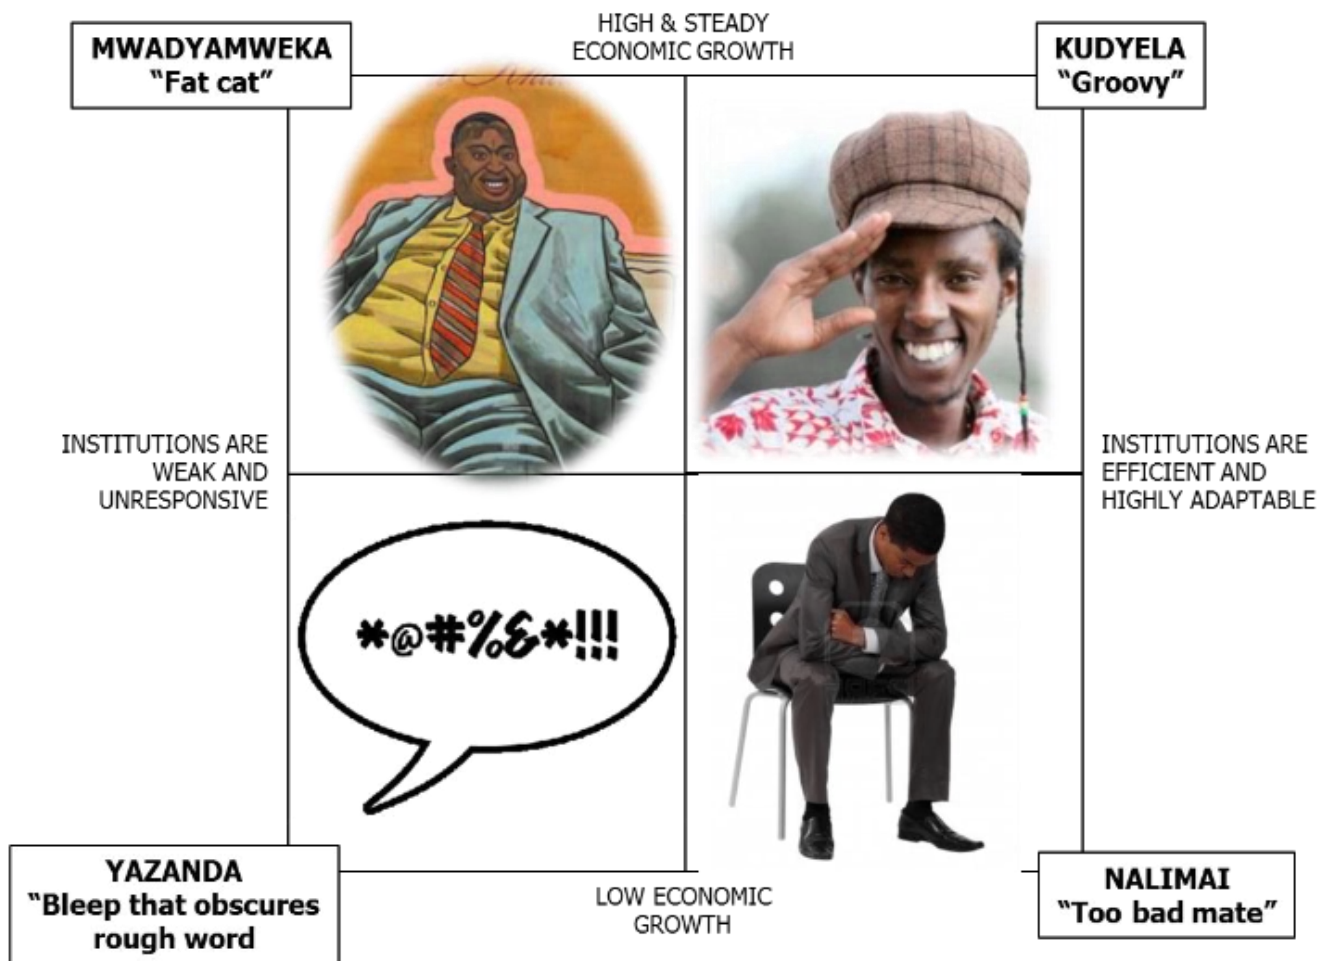 HIGH & STEADY
ECONOMIC GROWTH
MWADYAMWEKA
“Fat cat”
KUDYELA
“Groovy”
INSTITUTIONS ARE
WEAK AND
UNRESPONSIVE
INSTITUTIONS ARE
EFFICIENT AND
HIGHLY ADAPTABLE
*@#%&*!!!
YAZANDA
“Bleep that obscures
rough word
LOW ECONOMIC
GROWTH
NALIMAI
“Too bad mate”